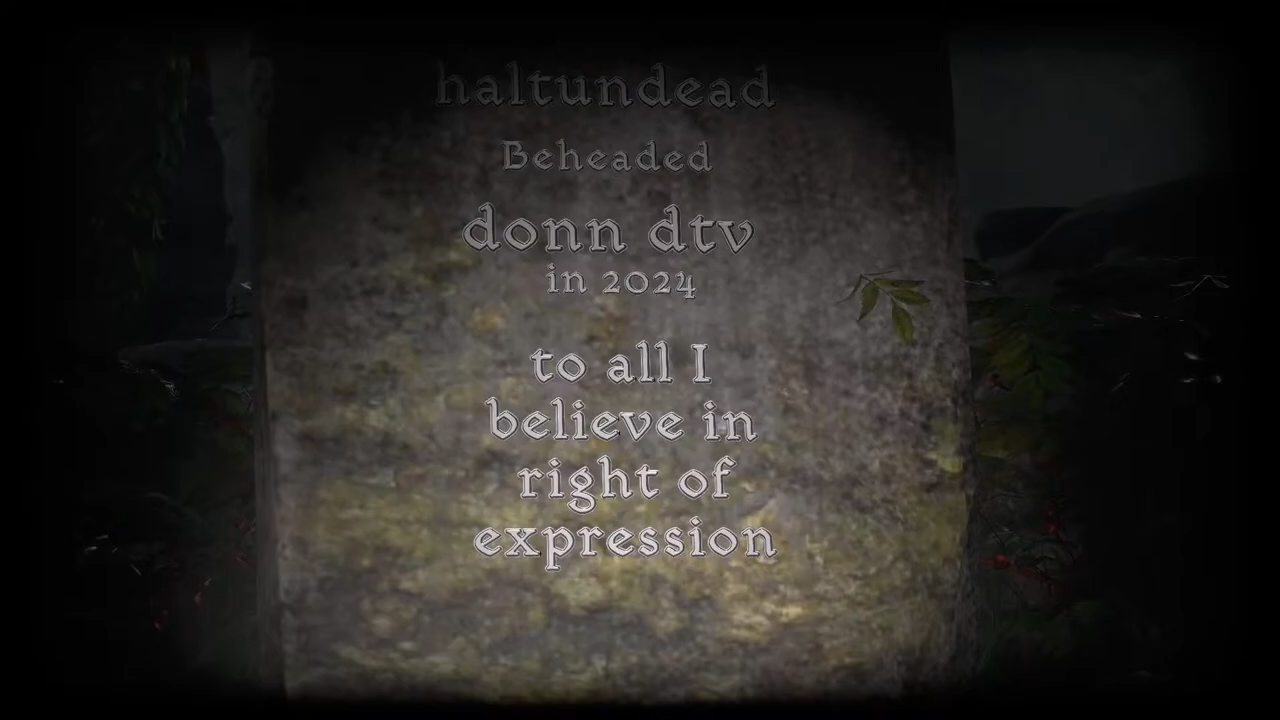 haltundead
Beheaded
donn dtv
in 2024
to all I
believe in
right of
expression